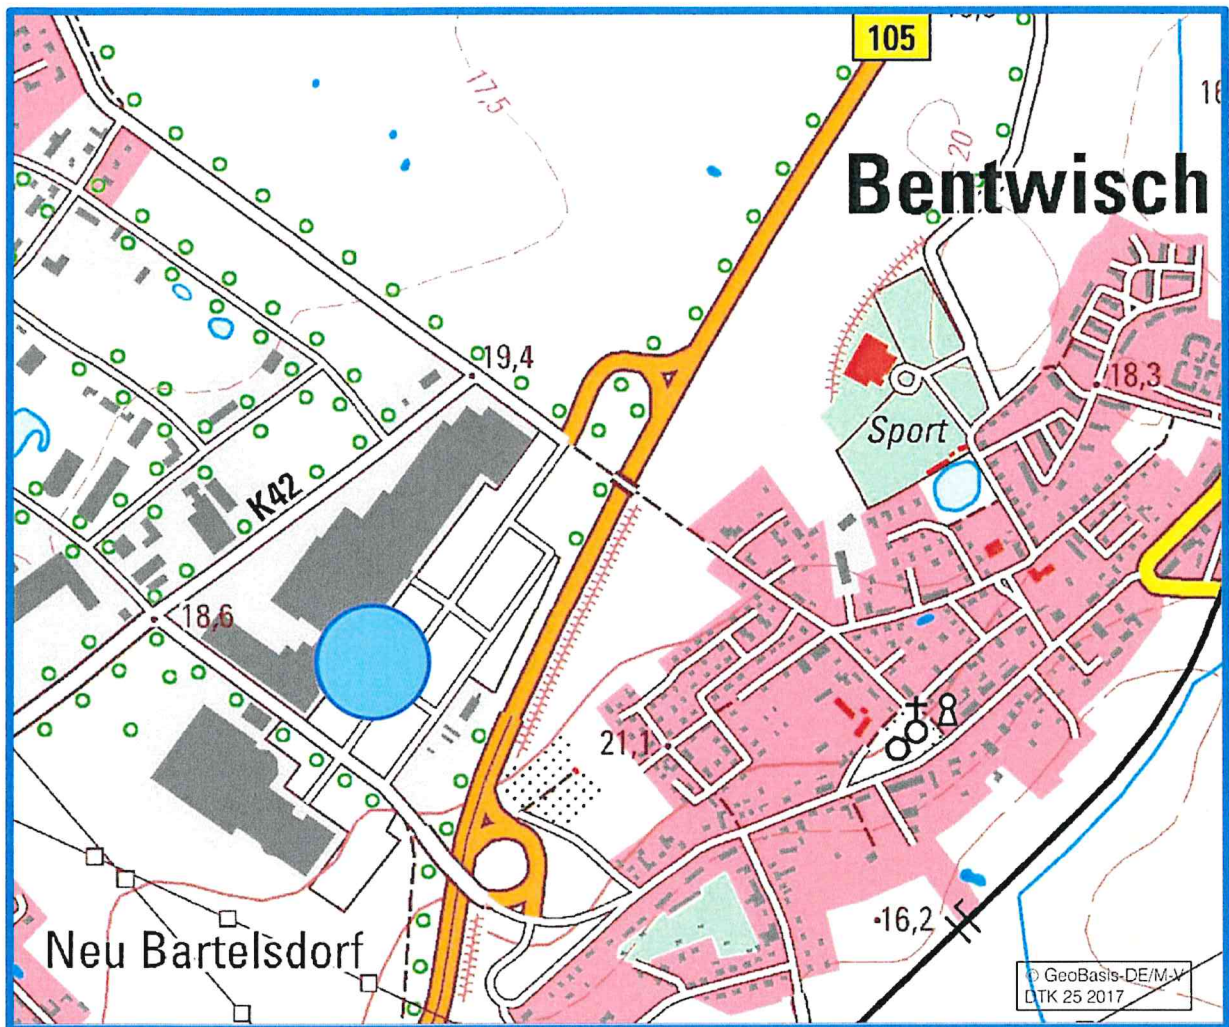 105
17,5
20
Bentwisch
19,4
18,3
Sport
K42
18,6
21,1
16,2
Neu Bartelsdorf
© GeoBasis-DE/M-V
DTK 25 2017